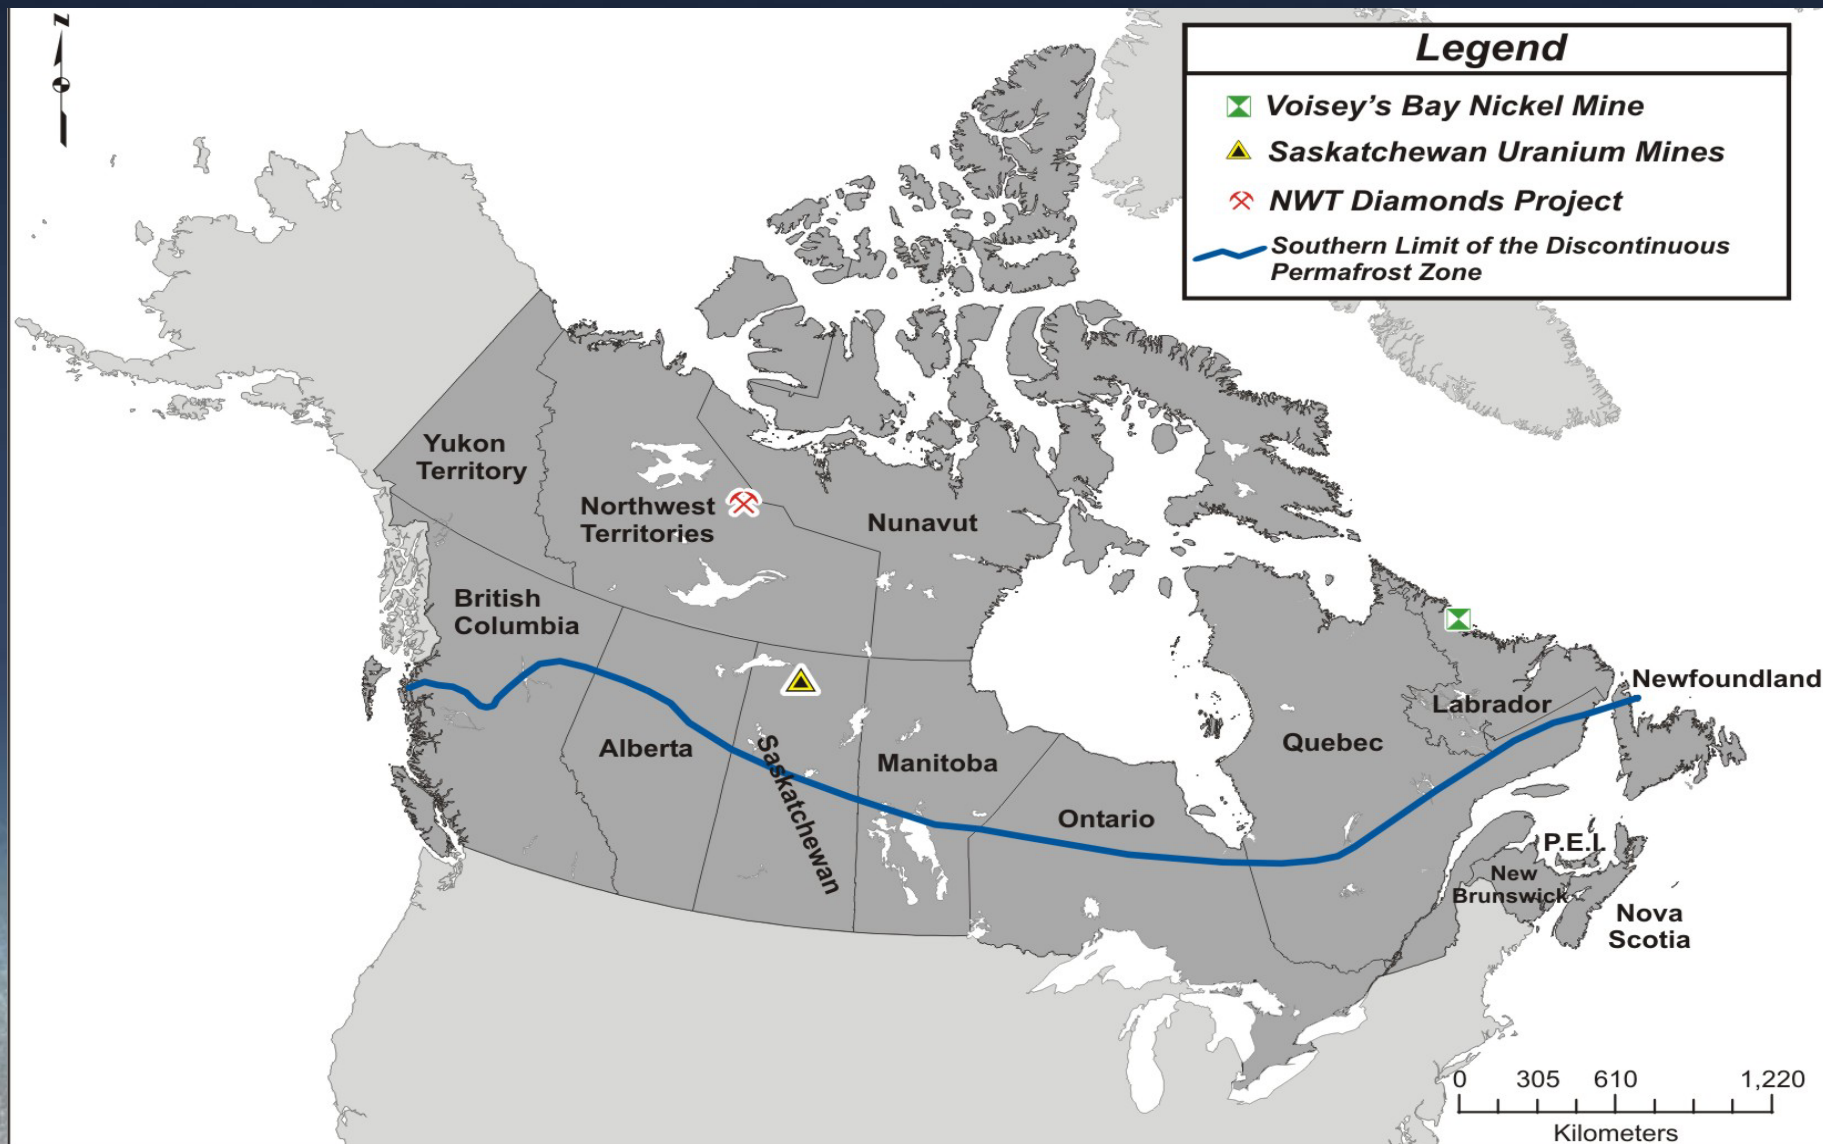 N
Legend
Voisey's Bay Nickel Mine
Saskatchewan Uranium Mines
NWT Diamonds Project
Southern Limit of the Discontinuous
Permafrost Zone
Yukon
Territory
Northwest
Territories
Nunavut
British
Columbia
Alberta
Saskatchewan
Manitoba
Ontario
Quebec
Labrador
Newfoundland
P.E.I.
New
Brunswick
Nova
Scotia
0 305 610 1,220
Kilometers